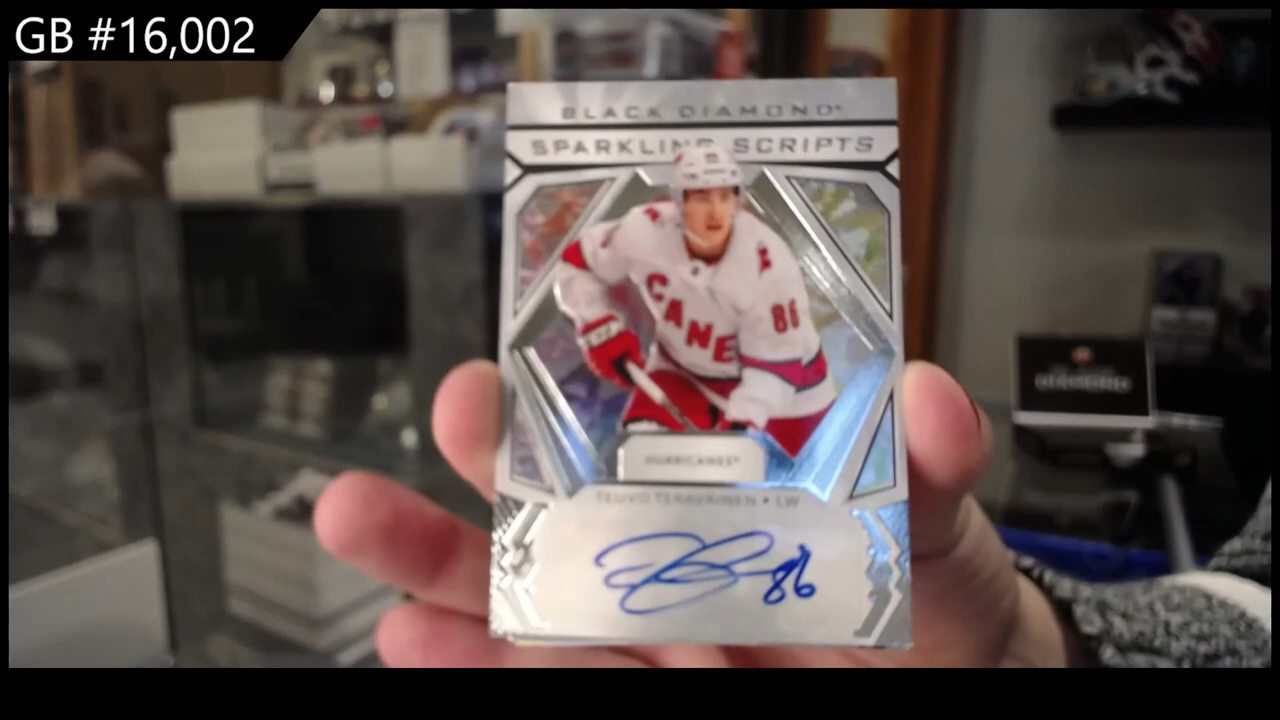 GB #16,002
BLACK DIAMOND
SPARKLING SCRIPTS
CANE
86
HURRICANES
TEUVO TERAVAINEN • LW
86